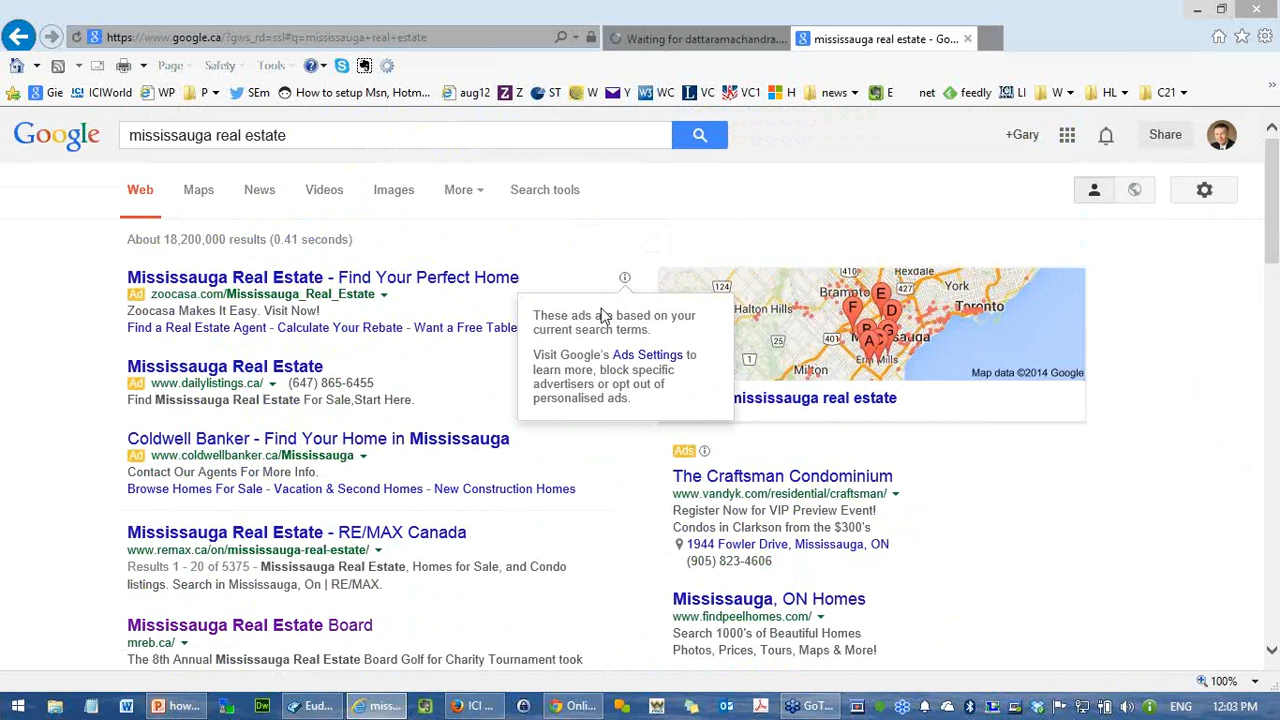 https://www.google.ca/?gws_rd=ssl#q=mississauga+real+estate
Waiting for dattaramachandra....
mississauga real estate - Go...
Page
Safety
Tools
Gie
ICIWorld
WP
P
SEm
How to setup Msn, Hotm...
aug12
Z
ST
W
Y
WC
VC
VC1
H
news
E
net
feedly
LI
W
HL
C21
Google
mississauga real estate
+Gary
Share
Web
Maps
News
Videos
Images
More
Search tools
About 18,200,000 results (0.41 seconds)
Mississauga Real Estate - Find Your Perfect Home
Ad zoocasa.com/Mississauga_Real_Estate
Zoocasa Makes It Easy. Visit Now!
Find a Real Estate Agent - Calculate Your Rebate - Want a Free Table
These ads are based on your
current search terms.
Visit Google's Ads Settings to
learn more, block specific
advertisers or opt out of
personalised ads.
Mississauga Real Estate
Ad www.dailylistings.ca/ (647) 865-6455
Find Mississauga Real Estate For Sale,Start Here.
Coldwell Banker - Find Your Home in Mississauga
Ad www.coldwellbanker.ca/Mississauga
Contact Our Agents For More Info.
Browse Homes For Sale - Vacation & Second Homes - New Construction Homes
Mississauga Real Estate - RE/MAX Canada
www.remax.ca/on/mississauga-real-estate/
Results 1 - 20 of 5375 - Mississauga Real Estate, Homes for Sale, and Condo
listings. Search in Mississauga, On | RE/MAX.
Mississauga Real Estate Board
mreb.ca/
The 8th Annual Mississauga Real Estate Board Golf for Charity Tournament took
410
Rexdale
124
427
York
Brampton
E
F
D
Halton Hills
Toronto
G
A
Erin Mills
401
Milton
Map data ©2014 Google
mississauga real estate
Ads
The Craftsman Condominium
www.vandyk.com/residential/craftsman/
Register Now for VIP Preview Event!
Condos in Clarkson from the $300's
1944 Fowler Drive, Mississauga, ON
(905) 823-4606
Mississauga, ON Homes
www.findpeelhomes.com/
Search 1000's of Beautiful Homes
Photos, Prices, Tours, Maps & More!
100%
how...
Eud...
miss...
ICI ...
Onli...
GoT...
12:03 PM